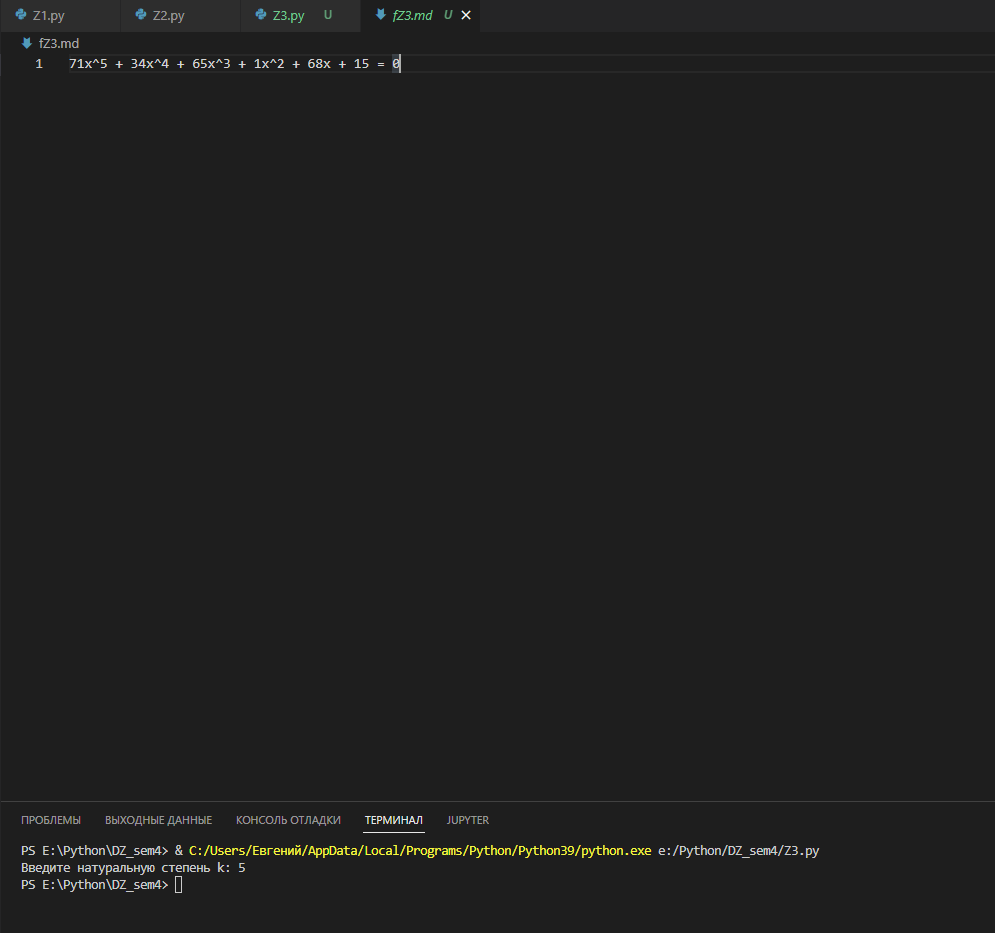 Z1.py Z2.py Z3.py U fZ3.md U
fZ3.md
1 71x^5 + 34x^4 + 65x^3 + 1x^2 + 68x + 15 = 0
ПРОБЛЕМЫ ВЫХОДНЫЕ ДАННЫЕ КОНСОЛЬ ОТЛАДКИ ТЕРМИНАЛ JUPYTER
PS E:\Python\DZ_sem4> & C:/Users/Евгений/AppData/Local/Programs/Python/Python39/python.exe e:/Python/DZ_sem4/Z3.py
Введите натуральную степень k: 5
PS E:\Python\DZ_sem4>